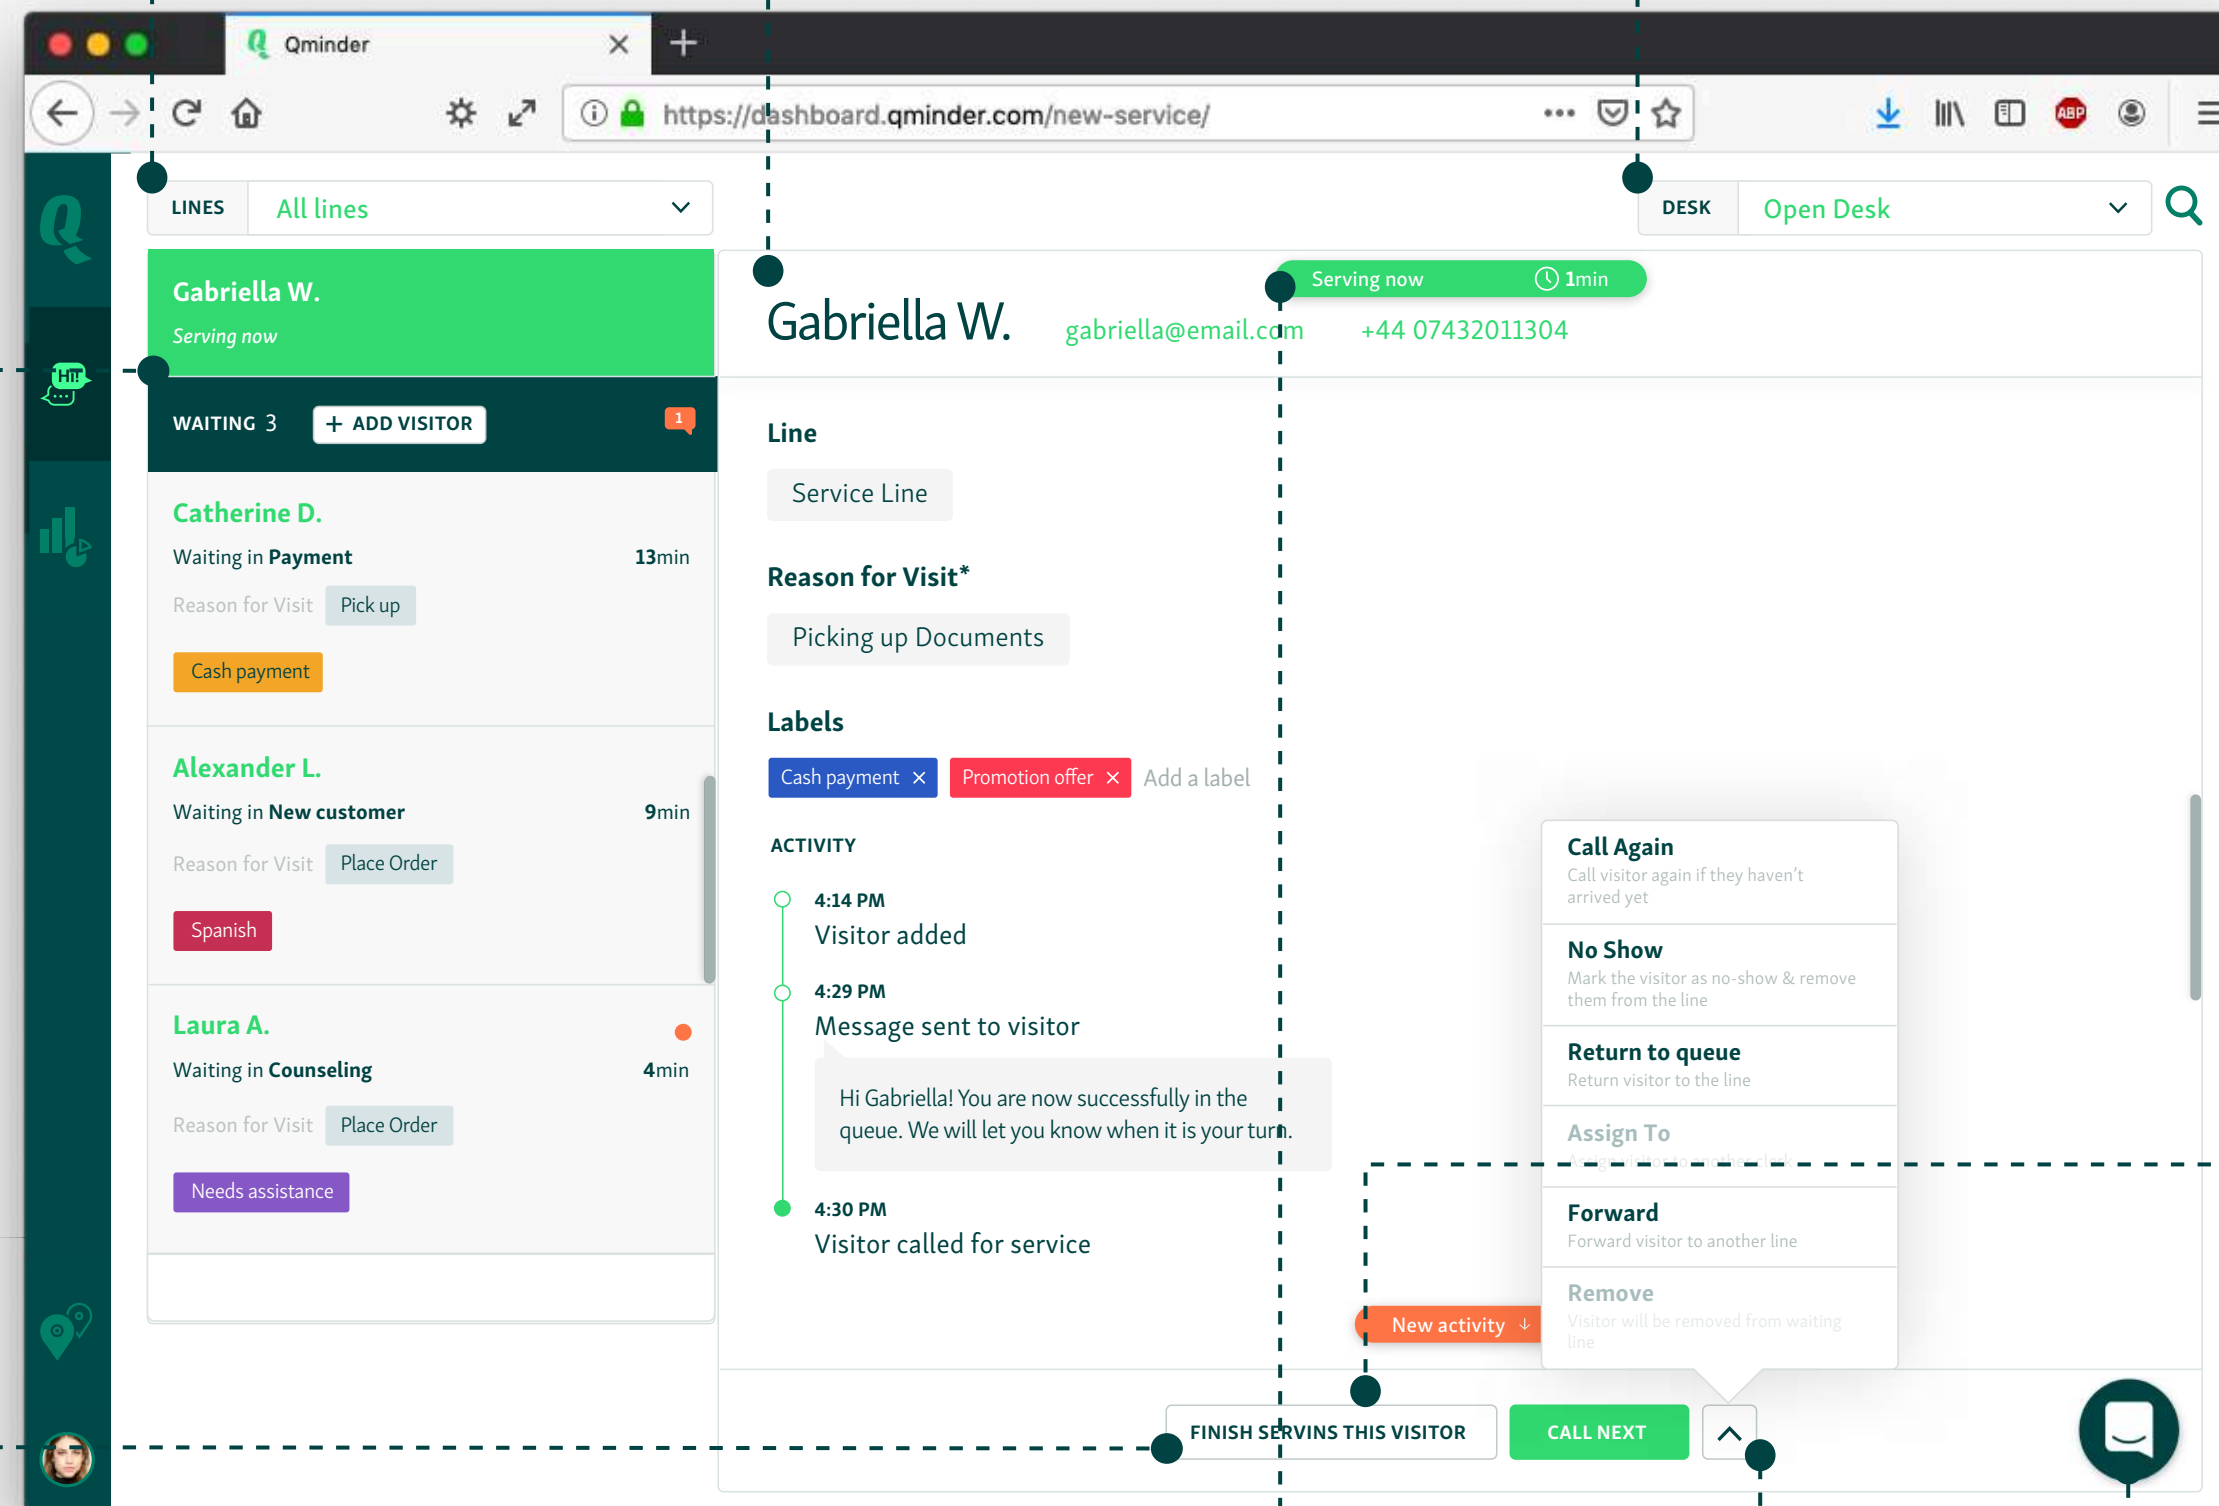 Qminder
https://dashboard.qminder.com/new-service/
ABP
LINES All lines
DESK Open Desk
Gabriella W.
Serving now
Serving now 1min
Gabriella W. gabriella@email.com +44 07432011304
Hi!
WAITING 3 + ADD VISITOR 1
Catherine D.
Waiting in Payment 13min
Reason for Visit Pick up
Cash payment
Alexander L.
Waiting in New customer 9min
Reason for Visit Place Order
Spanish
Laura A.
Waiting in Counseling 4min
Reason for Visit Place Order
Needs assistance
Line
Service Line
Reason for Visit*
Picking up Documents
Labels
Cash payment × Promotion offer × Add a label
ACTIVITY
4:14 PM
Visitor added
4:29 PM
Message sent to visitor
Hi Gabriella! You are now successfully in the
queue. We will let you know when it is your turn.
4:30 PM
Visitor called for service
Call Again
Call visitor again if they haven't
arrived yet
No Show
Mark the visitor as no-show & remove
them from the line
Return to queue
Return visitor to the line
Assign To
Assign visitor to another clerk
Forward
Forward visitor to another line
Remove
Visitor will be removed from waiting
line
New activity ↓
FINISH SERVINS THIS VISITOR CALL NEXT